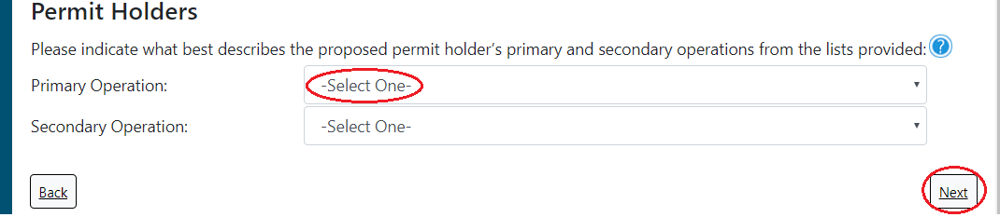 Permit Holders
Please indicate what best describes the proposed permit holder's primary and secondary operations from the lists provided: ?
Primary Operation: -Select One-
Secondary Operation: -Select One-
Back Next